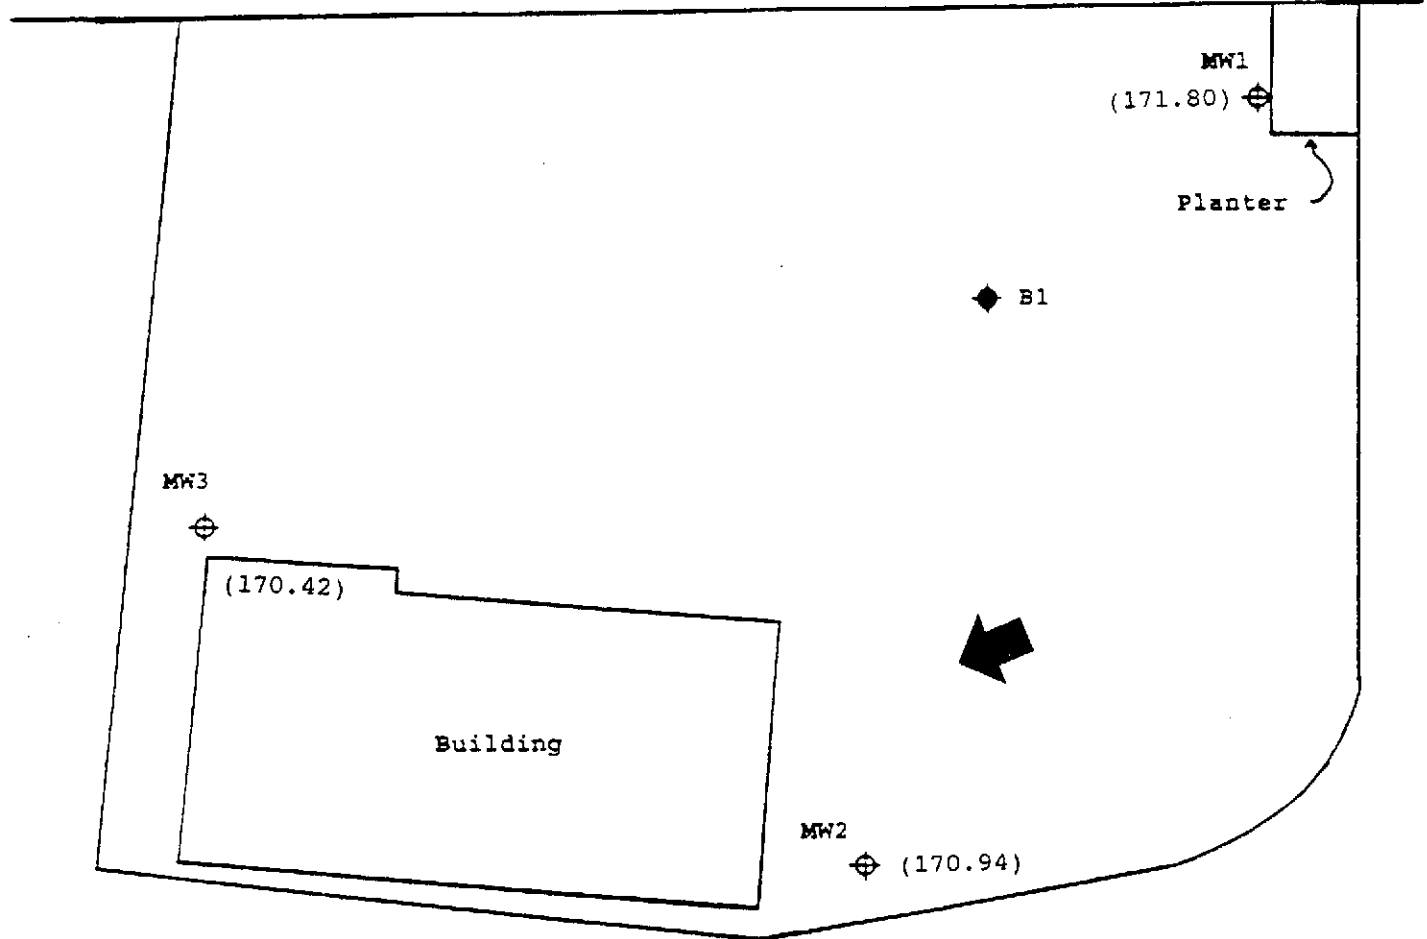 MW1
(171.80)
Planter
B1
MW3
(170.42)
Building
MW2
(170.94)